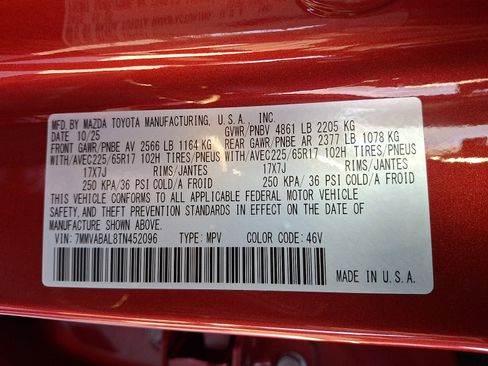 MFD. BY MAZDA TOYOTA MANUFACTURING, U.S.A., INC
DATE 10/25 GVWR/PNBV 4861 LB 2205 KG
FRONT GAWR/PNBE AV 2566 LB 1164 KG REAR GAWR/PNBE AR 2377 LB 1078 KG
WITH/AVEC225/65R17 102H TIRES/PNEUS WITH/AVEC225/65R17 102H TIRES/PNEUS
17X7J RIMS/JANTES 17X7J RIMS/JANTES
250 KPA/36 PSI COLD/A FROID 250 KPA/36 PSI COLD/A FROID
THIS VEHICLE CONFORMS TO ALL APPLICABLE FEDERAL MOTOR VEHICLE
SAFETY, AND THEFT PREVENTION STANDARDS IN EFFECT ON THE DATE OF
MANUFACTURE SHOWN ABOVE.
VIN: 7MMVABAL8TN452096 TYPE: MPV COLOR CODE: 46V
MADE IN U.S.A.